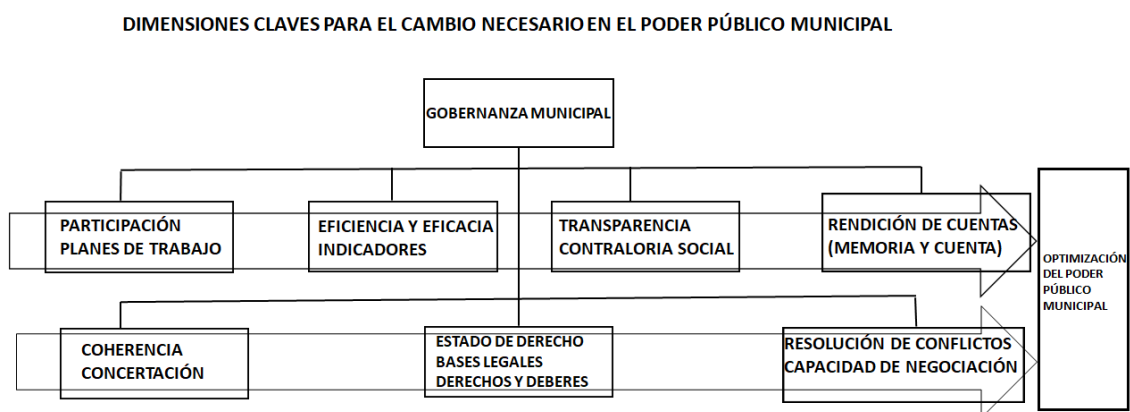 DIMENSIONES CLAVES PARA EL CAMBIO NECESARIO EN EL PODER PÚBLICO MUNICIPAL
GOBERNANZA MUNICIPAL
PARTICIPACIÓN
PLANES DE TRABAJO
EFICIENCIA Y EFICACIA
INDICADORES
TRANSPARENCIA
CONTRALORIA SOCIAL
RENDICIÓN DE CUENTAS
(MEMORIA Y CUENTA)
OPTIMIZACIÓN
DEL PODER
PÚBLICO
MUNICIPAL
COHERENCIA
CONCERTACIÓN
ESTADO DE DERECHO
BASES LEGALES
DERECHOS Y DEBERES
RESOLUCIÓN DE CONFLICTOS
CAPACIDAD DE NEGOCIACIÓN